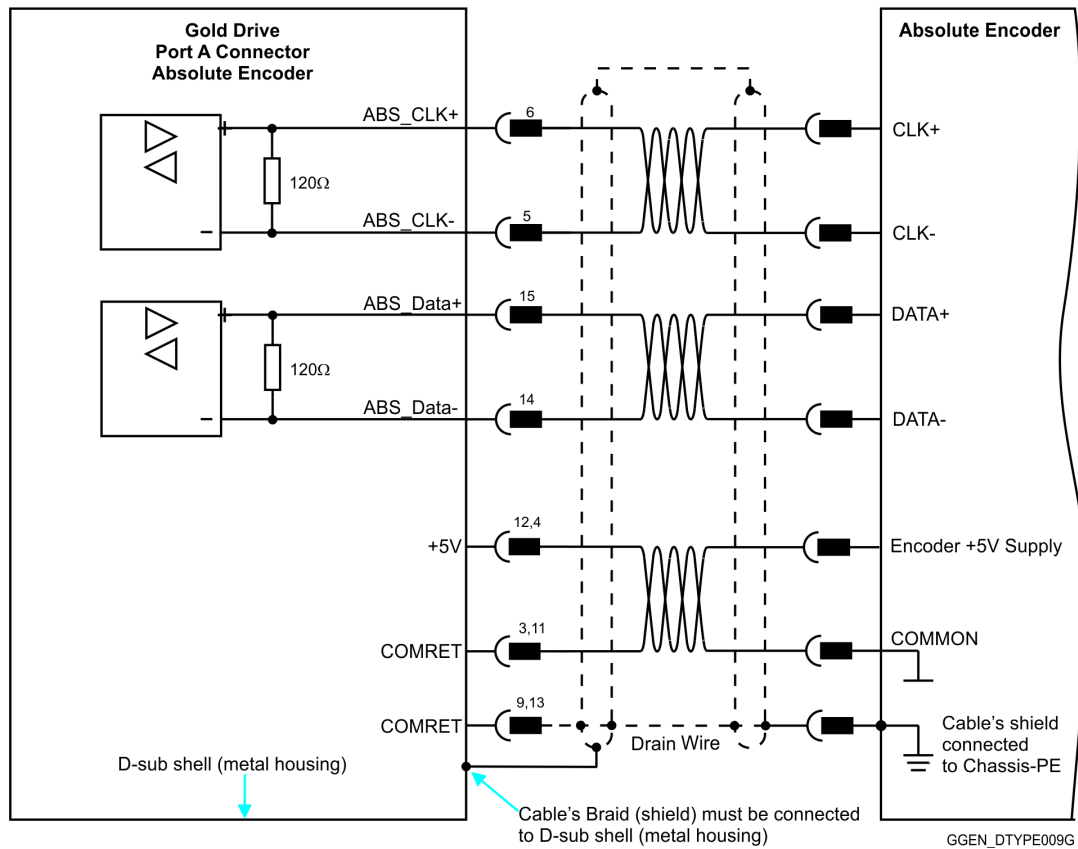 Gold Drive
Port A Connector
Absolute Encoder
Absolute Encoder
ABS_CLK+
6
CLK+
120Ω
ABS_CLK-
5
CLK-
ABS_Data+
15
DATA+
120Ω
ABS_Data-
14
DATA-
+5V
12,4
Encoder +5V Supply
COMRET
3,11
COMMON
COMRET
9,13
Drain Wire
Cable's shield
connected
to Chassis-PE
D-sub shell (metal housing)
Cable's Braid (shield) must be connected
to D-sub shell (metal housing)
GGEN_DTYPE009G